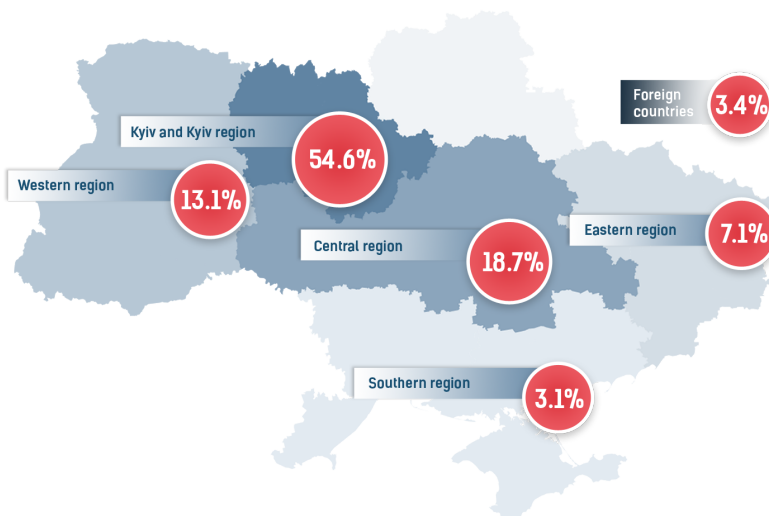 Foreign
countries
3.4%
Kyiv and Kyiv region
54.6%
Western region
13.1%
Eastern region
7.1%
Central region
18.7%
Southern region
3.1%